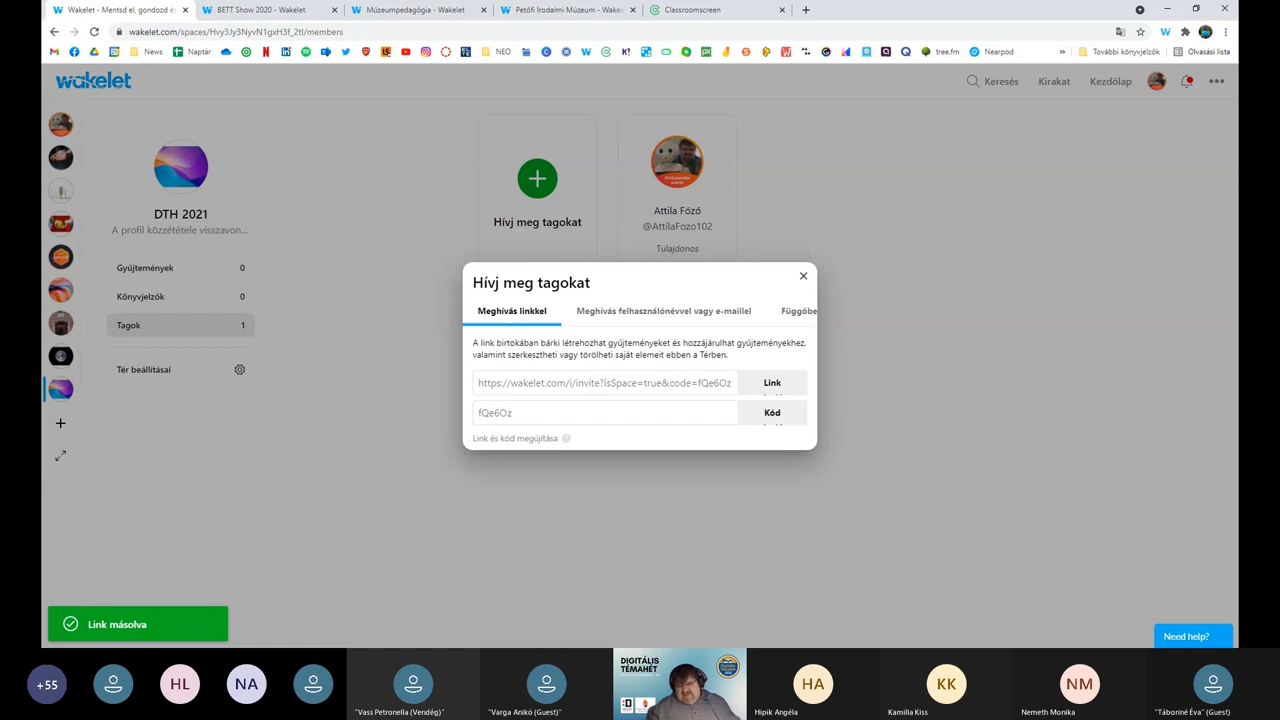 Wakelet - Mentsd el, gondozd és
BETT Show 2020 - Wakelet
Múzeumpedagógia - Wakelet
Petőfi Irodalmi Múzeum - Wakel
Classroomscreen
wakelet.com/spaces/Hvy3Jy3NyvN1gxH3f_2tl/members
News
Naptár
NEO
tree.fm
Nearpod
További könyvjelzők
Olvasási lista
wakelet
Keresés
Kirakat
Kezdőlap
DTH 2021
A profil közzététele visszavon...
Gyűjtemények 0
Könyvjelzők 0
Tagok 1
Tér beállításai
Hívj meg tagokat
Attila Főző
@AttilaFozo102
Tulajdonos
Hívj meg tagokat
Meghívás linkkel
Meghívás felhasználónévvel vagy e-maillel
Függőbe
A link birtokában bárki létrehozhat gyűjteményeket és hozzájárulhat gyűjteményekhez,
valamint szerkesztheti vagy törölheti saját elemeit ebben a Térben.
https://wakelet.com/i/invite?isSpace=true&code=fQe6Oz
Link
fQe6Oz
Kód
Link és kód megújítása
Link másolva
Need help?
+55
HL
NA
"Vass Petronella (Vendég)"
"Varga Anikó (Guest)"
DIGITÁLIS
TÉMAHÉT
HA
Hipik Angéla
KK
Kamilla Kiss
NM
Nemeth Monika
"Táboriné Éva" (Guest)